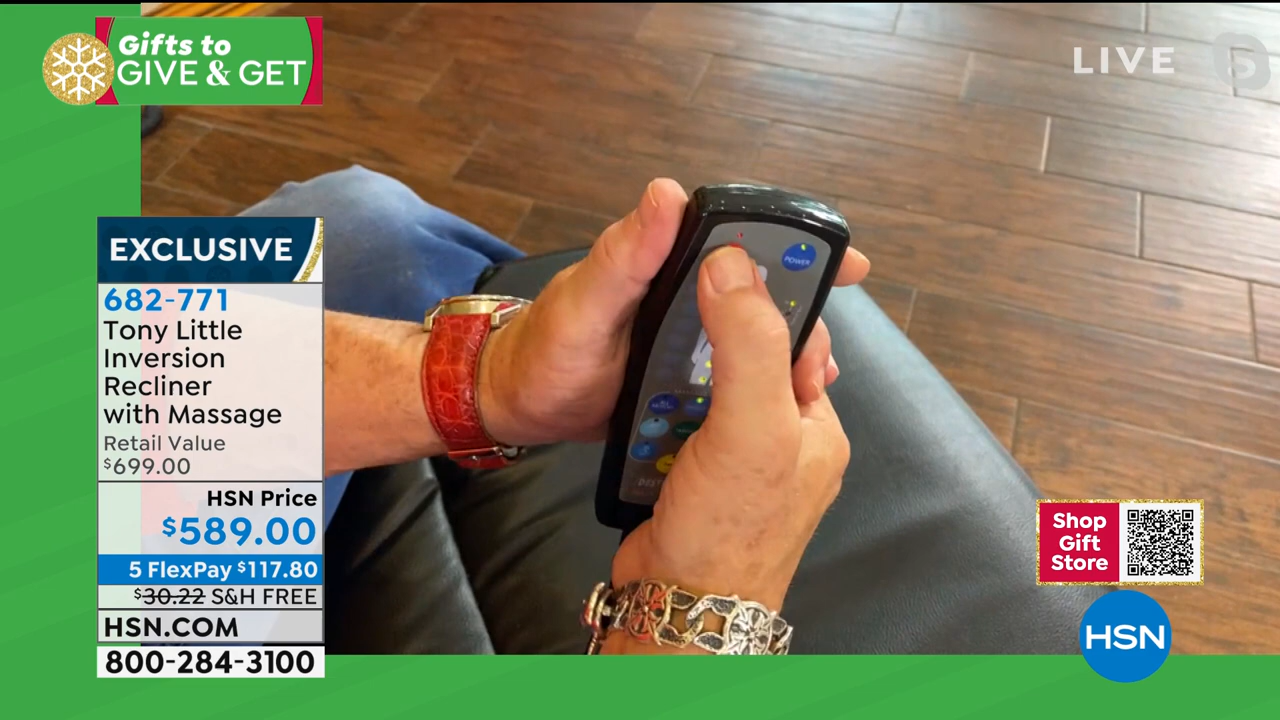 Gifts to
GIVE & GET
LIVE
S
EXCLUSIVE
682-771
Tony Little
Inversion
Recliner
with Massage
Retail Value
$699.00
HSN Price
$589.00
5 FlexPay $117.80
$30.22 S&H FREE
HSN.COM
800-284-3100
POWER
Shop
Gift
Store
HSN